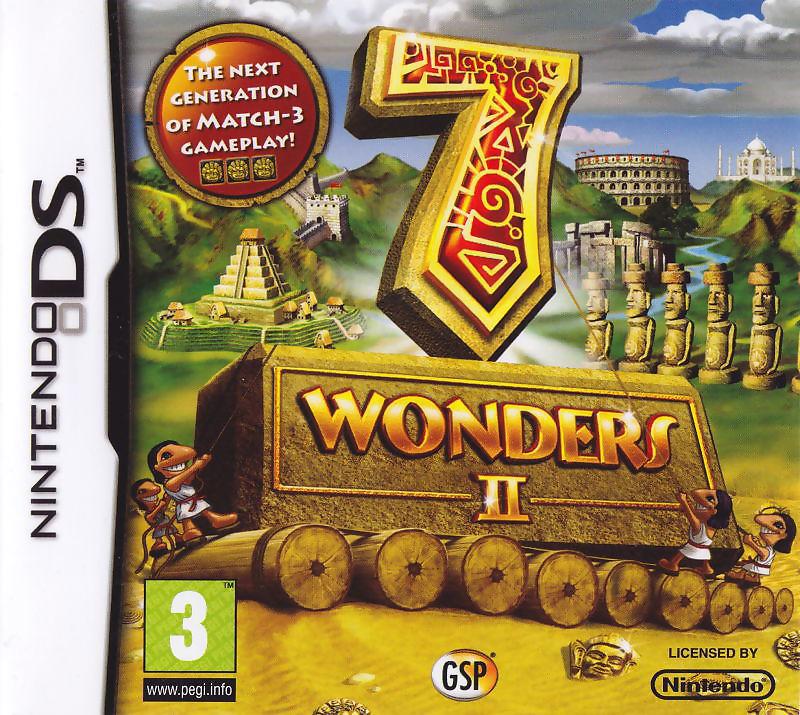 NINTENDO DS™
THE NEXT
GENERATION
OF MATCH-3
GAMEPLAY!
7
WONDERS
II
3
™
www.pegi.info
GSP®
LICENSED BY
Nintendo®